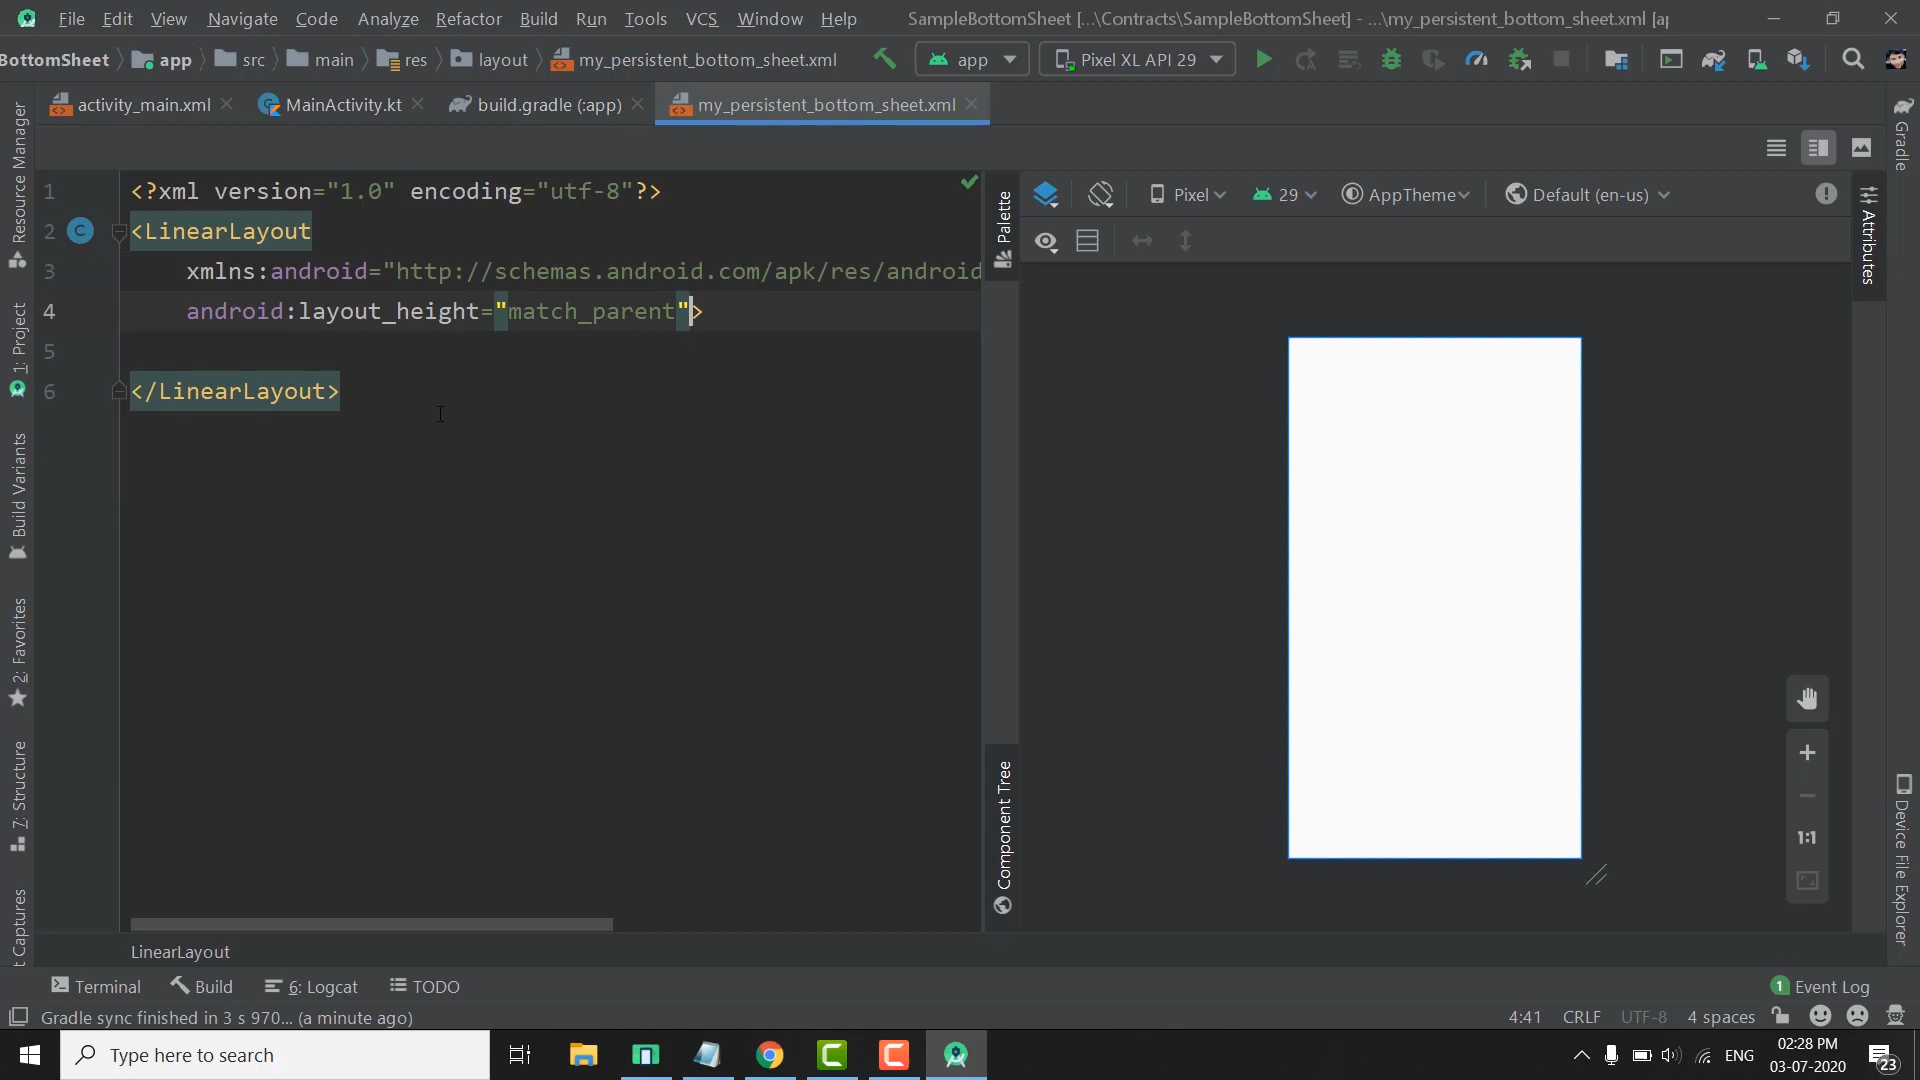 File Edit View Navigate Code Analyze Refactor Build Run Tools VCS Window Help SampleBottomSheet [...\Contracts\SampleBottomSheet] - ...\my_persistent_bottom_sheet.xml [ap
BottomSheet app src main res layout my_persistent_bottom_sheet.xml app Pixel XL API 29
activity_main.xml MainActivity.kt build.gradle (:app) my_persistent_bottom_sheet.xml
Resource Manager
1: Project
Build Variants
2: Favorites
7: Structure
t Captures
1 <?xml version="1.0" encoding="utf-8"?>
2 <LinearLayout
3 xmlns:android="http://schemas.android.com/apk/res/android
4 android:layout_height="match_parent">
5
6 </LinearLayout>
C
Palette
Component Tree
Pixel 29 AppTheme Default (en-us)
1:1
Gradle
Attributes
Device File Explorer
LinearLayout
Terminal Build 6: Logcat TODO 1 Event Log
Gradle sync finished in 3 s 970... (a minute ago) 4:41 CRLF UTF-8 4 spaces
Type here to search ENG 02:28 PM
03-07-2020 23